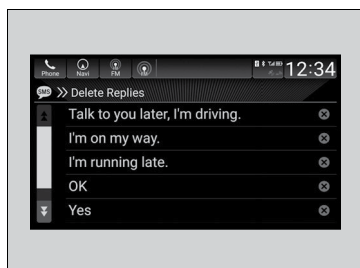 Phone Navi FM 12:34
SMS Delete Replies
Talk to you later, I'm driving.
I'm on my way.
I'm running late.
OK
Yes